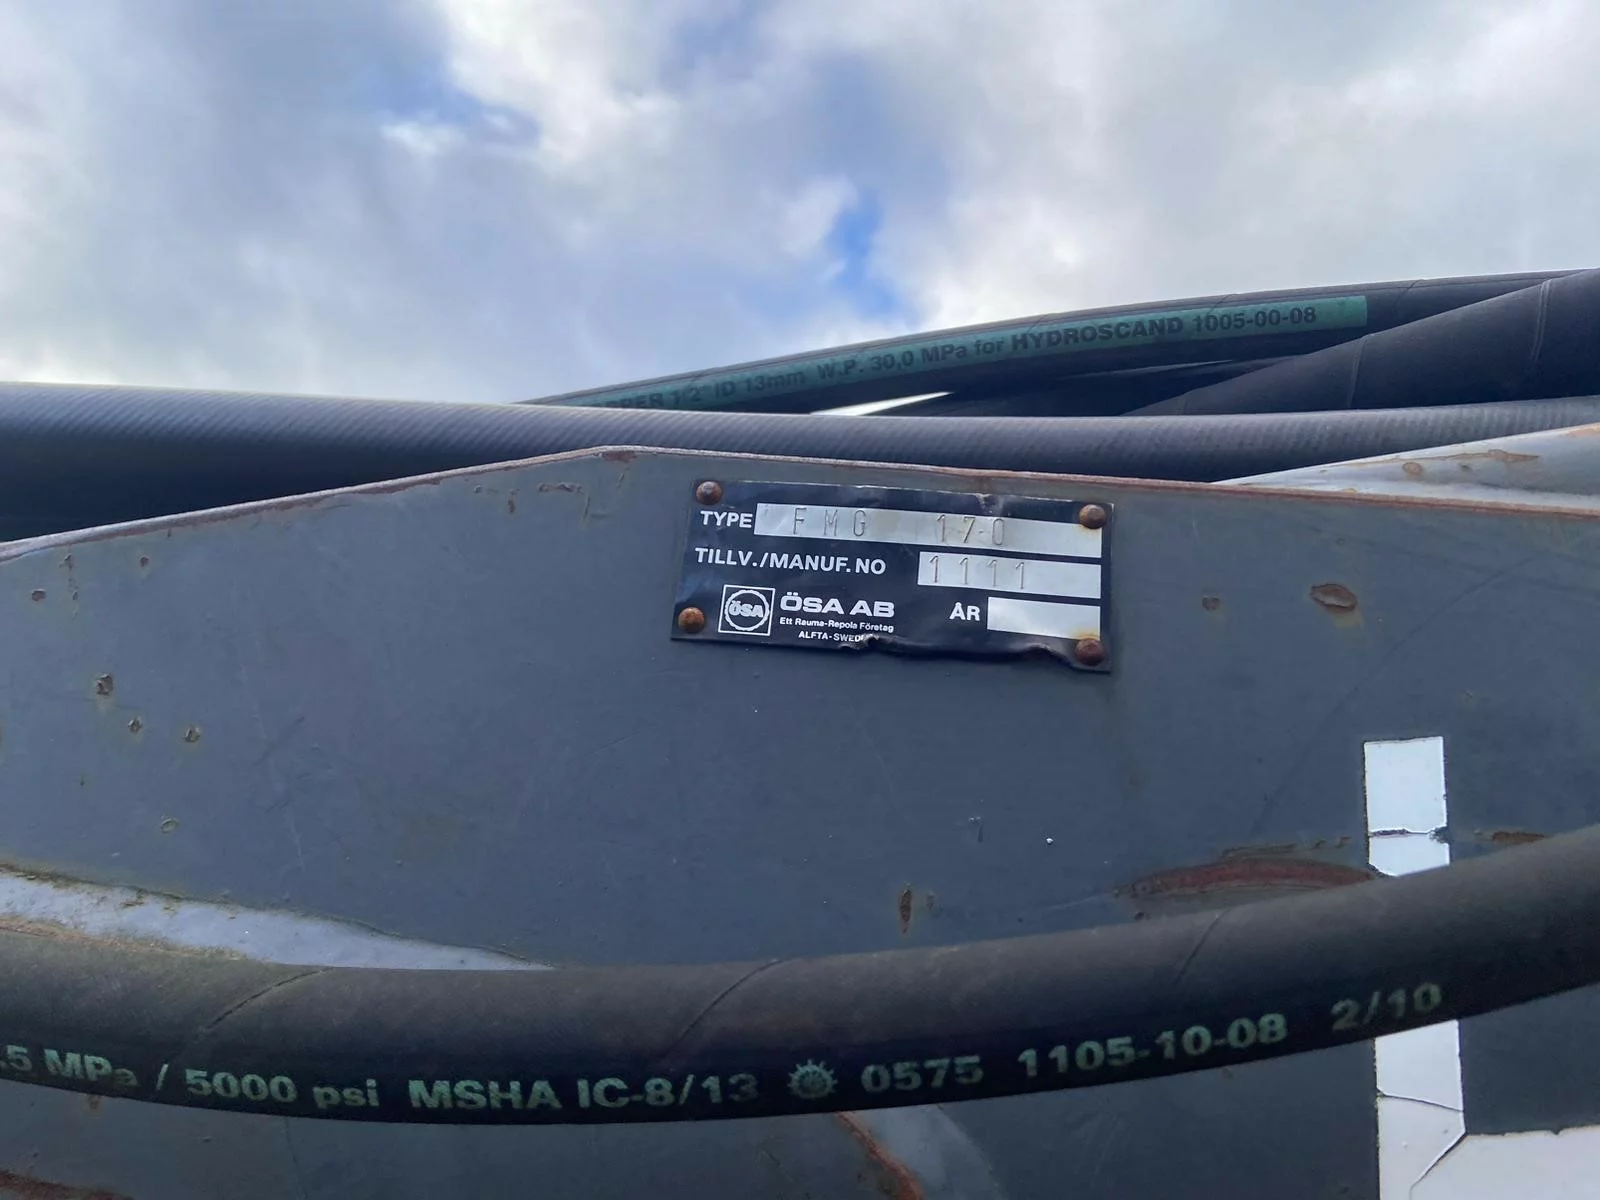 1/2" ID 13mm W.P. 30,0 MPa for HYDROSCAND 1005-00-08
TYPE FMG 170
TILLV./MANUF.NO 1111
ÖSA ÖSA AB ÅR
Ett Rauma-Repola Företag
ALFTA-SWED
.5 MPa / 5000 psi MSHA IC-8/13 0575 1105-10-08 2/10